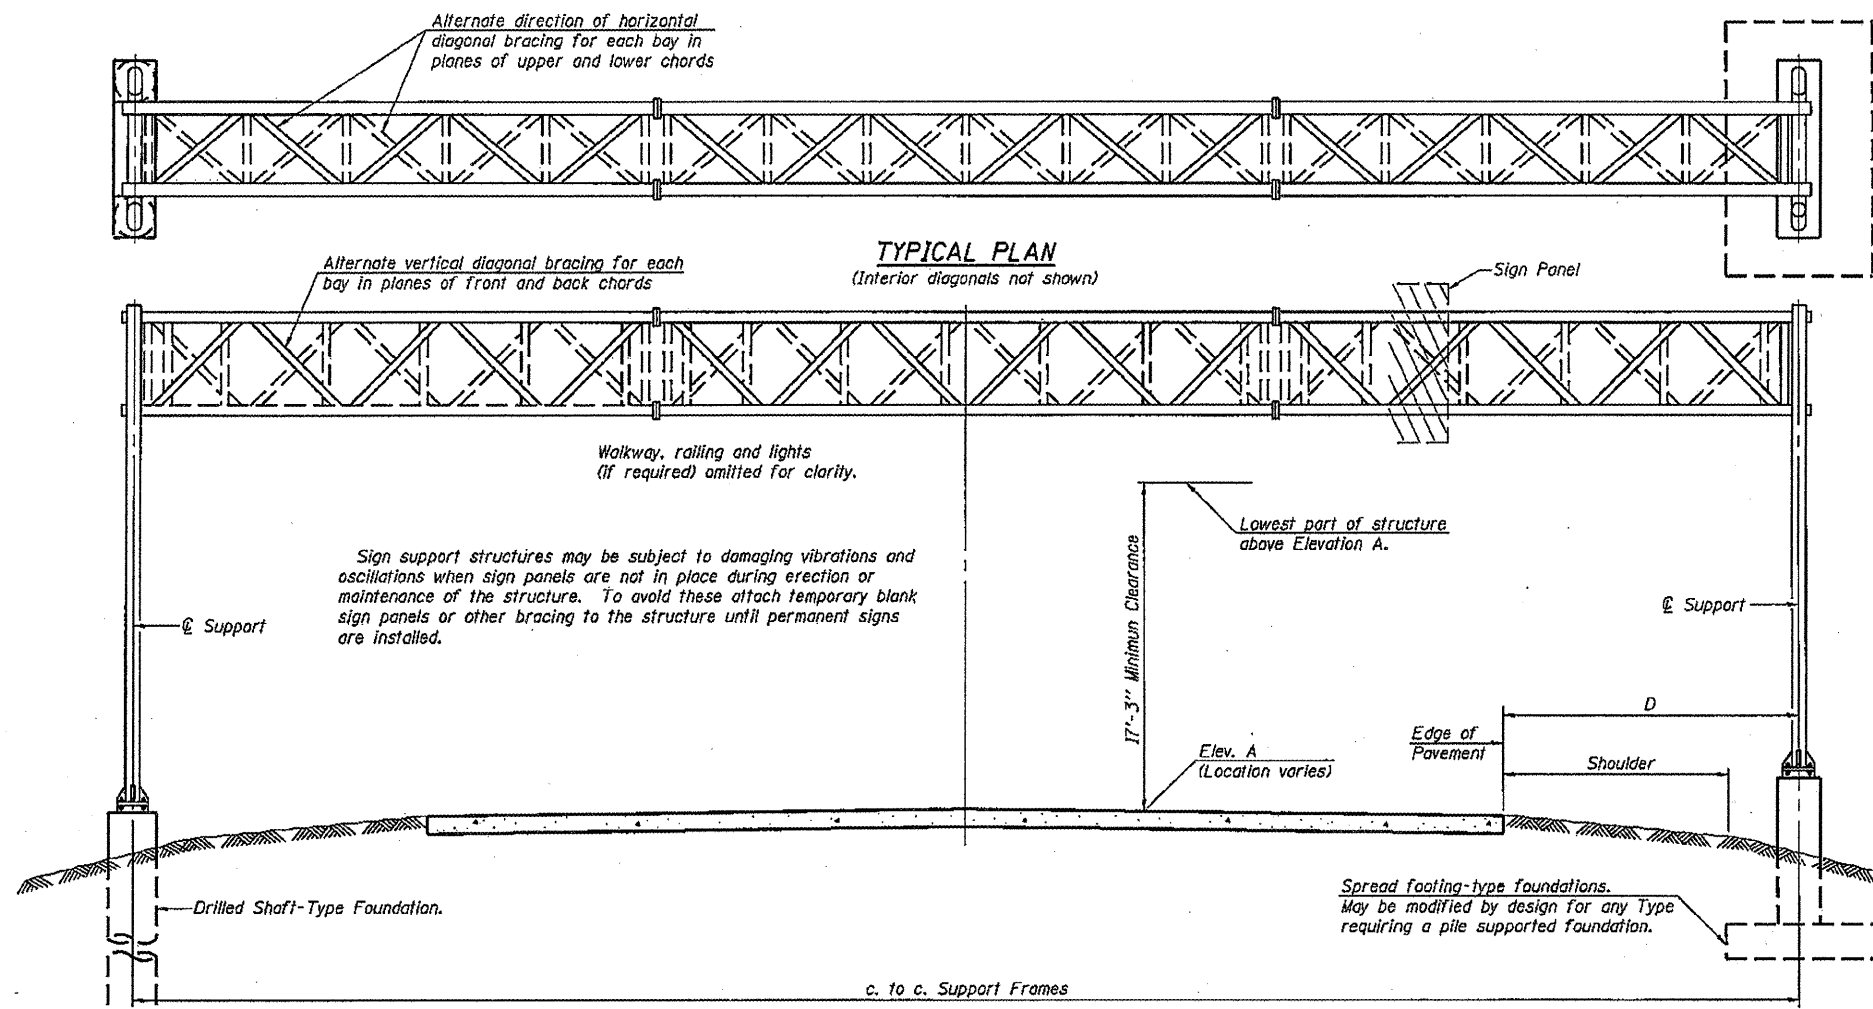 Alternate direction of horizontal
diagonal bracing for each bay in
planes of upper and lower chords
TYPICAL PLAN
(Interior diagonals not shown)
Alternate vertical diagonal bracing for each
bay in planes of front and back chords
Sign Panel
Walkway, railing and lights
(if required) omitted for clarity.
Lowest part of structure
above Elevation A.
Sign support structures may be subject to damaging vibrations and
oscillations when sign panels are not in place during erection or
maintenance of the structure. To avoid these attach temporary blank
sign panels or other bracing to the structure until permanent signs
are installed.
17'-3" Minimun Clearance
℄ Support
℄ Support
D
Edge of
Pavement
Elev. A
(Location varies)
Shoulder
Drilled Shaft-Type Foundation.
Spread footing-type foundations.
May be modified by design for any Type
requiring a pile supported foundation.
c. to c. Support Frames